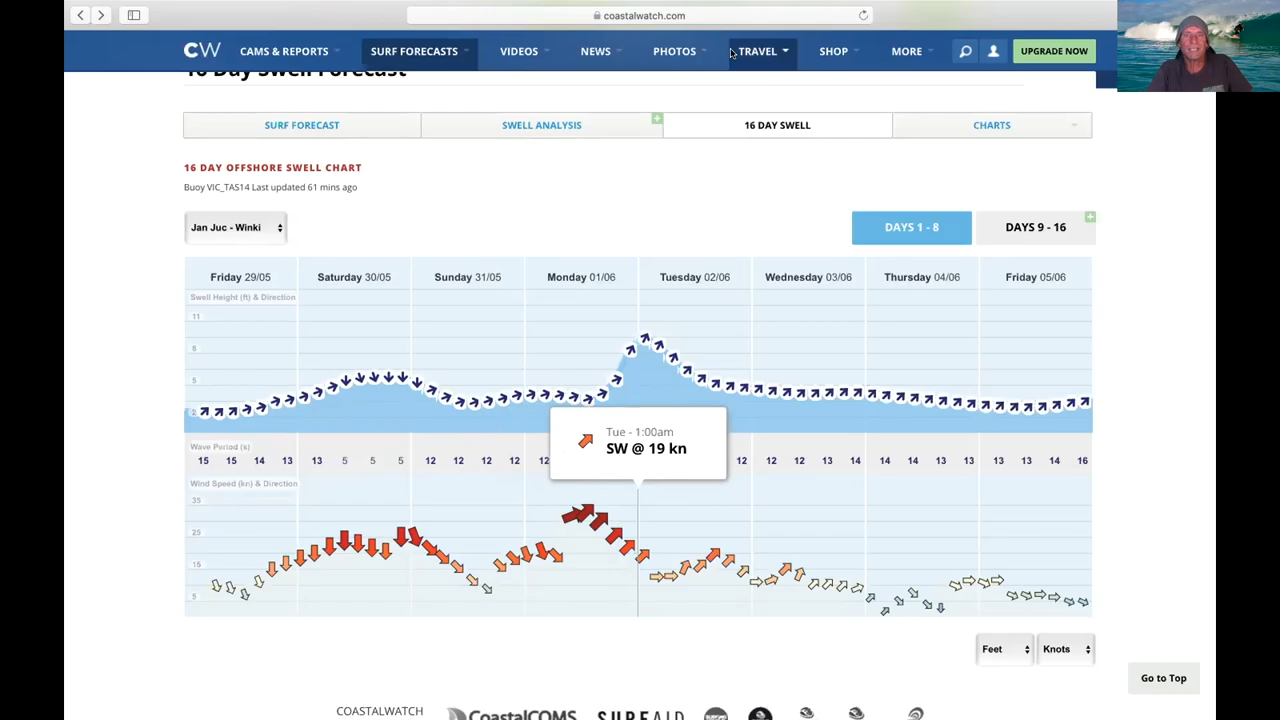 coastalwatch.com
CW CAMS & REPORTS SURF FORECASTS VIDEOS NEWS PHOTOS TRAVEL SHOP MORE UPGRADE NOW
16 Day Swell Forecast
SURF FORECAST SWELL ANALYSIS 16 DAY SWELL CHARTS
16 DAY OFFSHORE SWELL CHART
Buoy VIC_TAS14 Last updated 61 mins ago
Jan Juc - Winki DAYS 1 - 8 DAYS 9 - 16
Friday 29/05 Saturday 30/05 Sunday 31/05 Monday 01/06 Tuesday 02/06 Wednesday 03/06 Thursday 04/06 Friday 05/06
Swell Height (ft) & Direction
11
8
5
2
Tue - 1:00am
SW @ 19 kn
Wave Period (s)
15 15 14 13 13 5 5 5 12 12 12 12 12 12 12 13 14 14 14 13 13 13 13 14 16
Wind Speed (kn) & Direction
35
25
15
5
Feet Knots
Go to Top
COASTALWATCH CoastalCOMS SURFAID